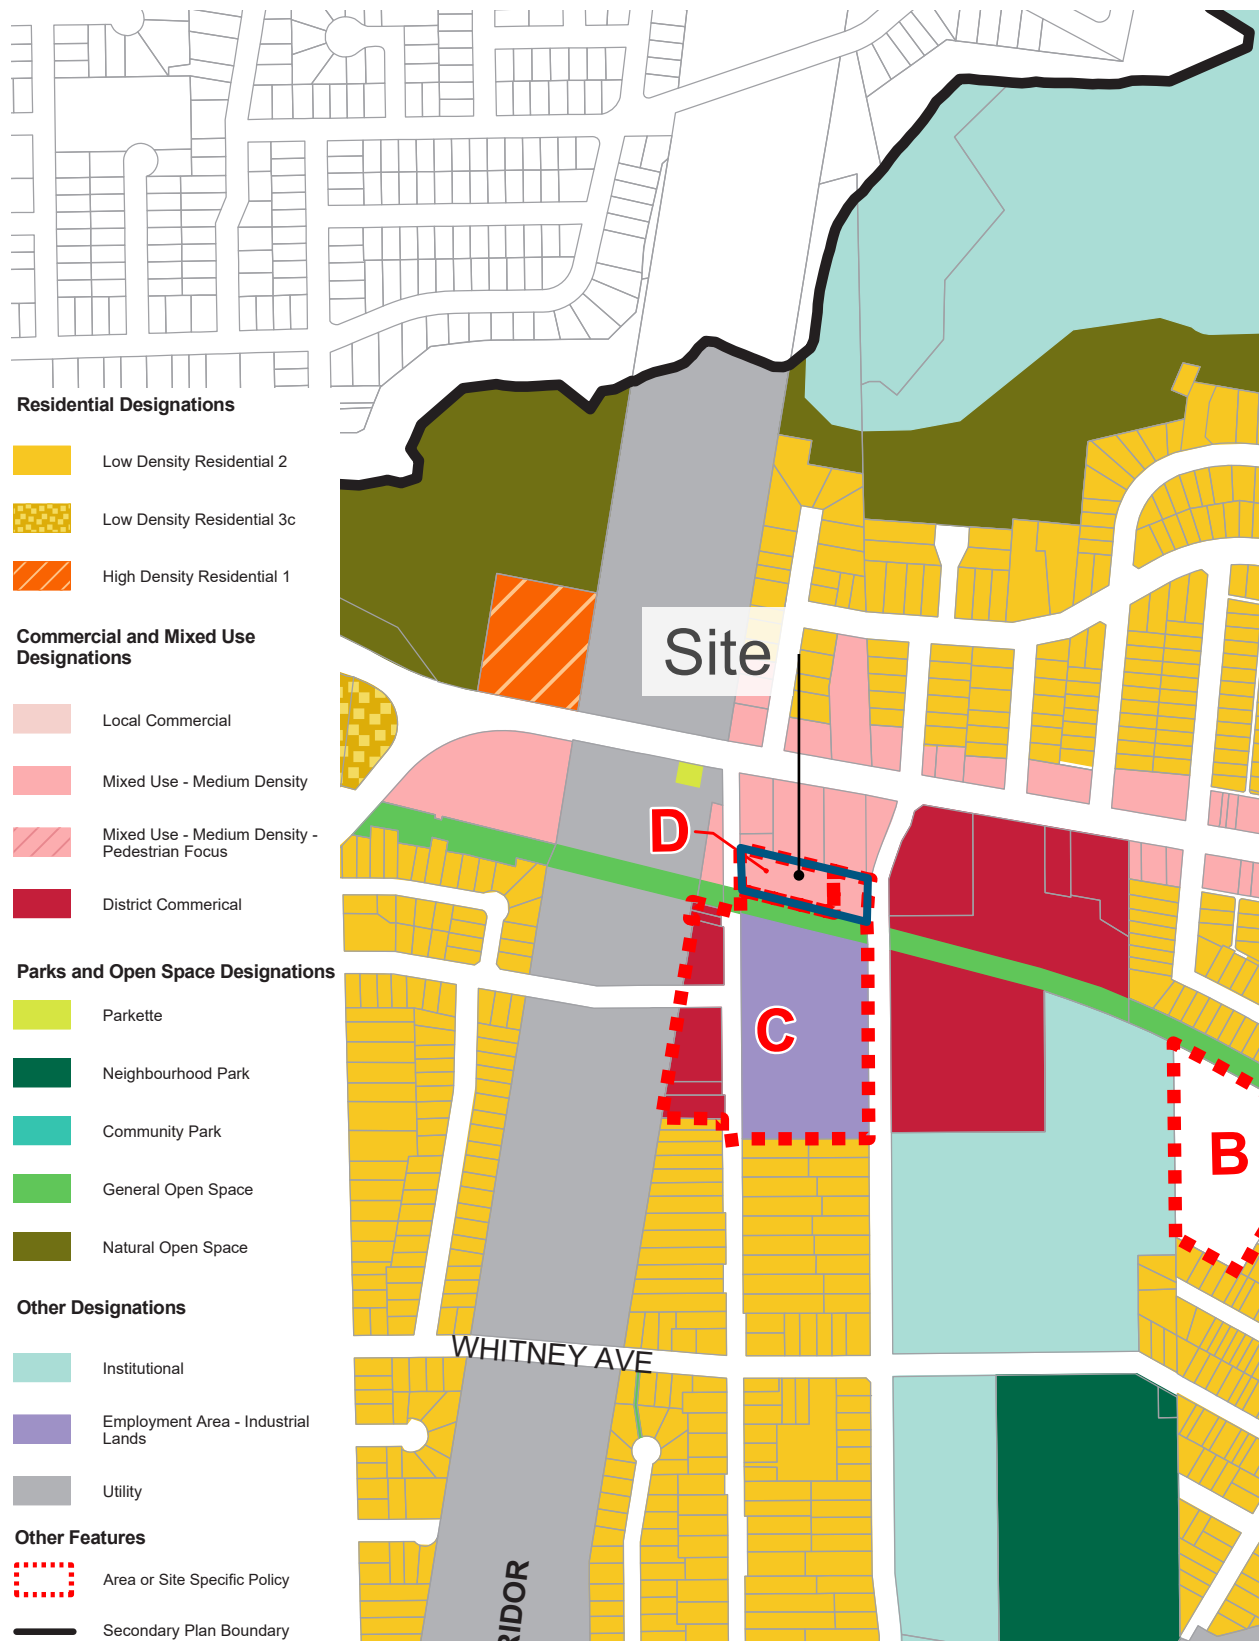 Residential Designations
Low Density Residential 2
Low Density Residential 3c
High Density Residential 1
Commercial and Mixed Use
Designations
Local Commercial
Mixed Use - Medium Density
Mixed Use - Medium Density -
Pedestrian Focus
District Commerical
Parks and Open Space Designations
Parkette
Neighbourhood Park
Community Park
General Open Space
Natural Open Space
Other Designations
Institutional
Employment Area - Industrial
Lands
Utility
Other Features
Area or Site Specific Policy
Secondary Plan Boundary
Site
D
C
B
WHITNEY AVE
RIDOR